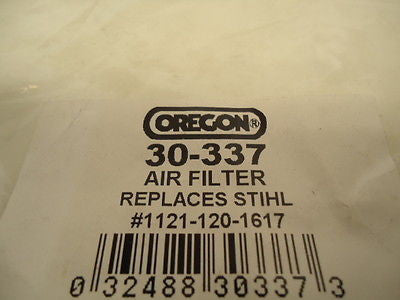 OREGON®
30-337
AIR FILTER
REPLACES STIHL
#1121-120-1617
0 32488 30337 3